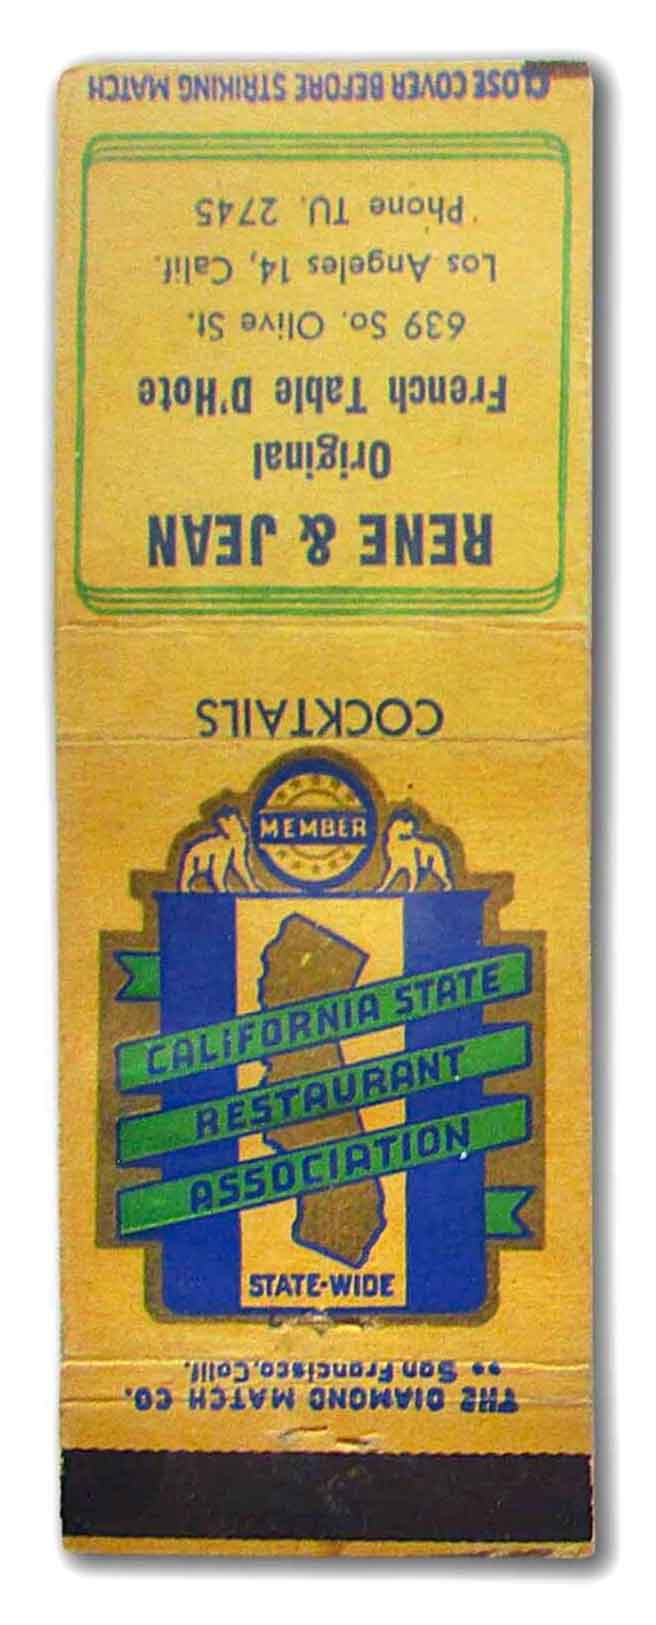 CLOSE COVER BEFORE STRIKING MATCH
RENE & JEAN
Original
French Table D'Hote
639 So. Olive St.
Los Angeles 14, Calif.
Phone TU. 2745
COCKTAILS
MEMBER
CALIFORNIA STATE
RESTAURANT
ASSOCIATION
STATE-WIDE
THE DIAMOND MATCH CO.
San Francisco, Calif.